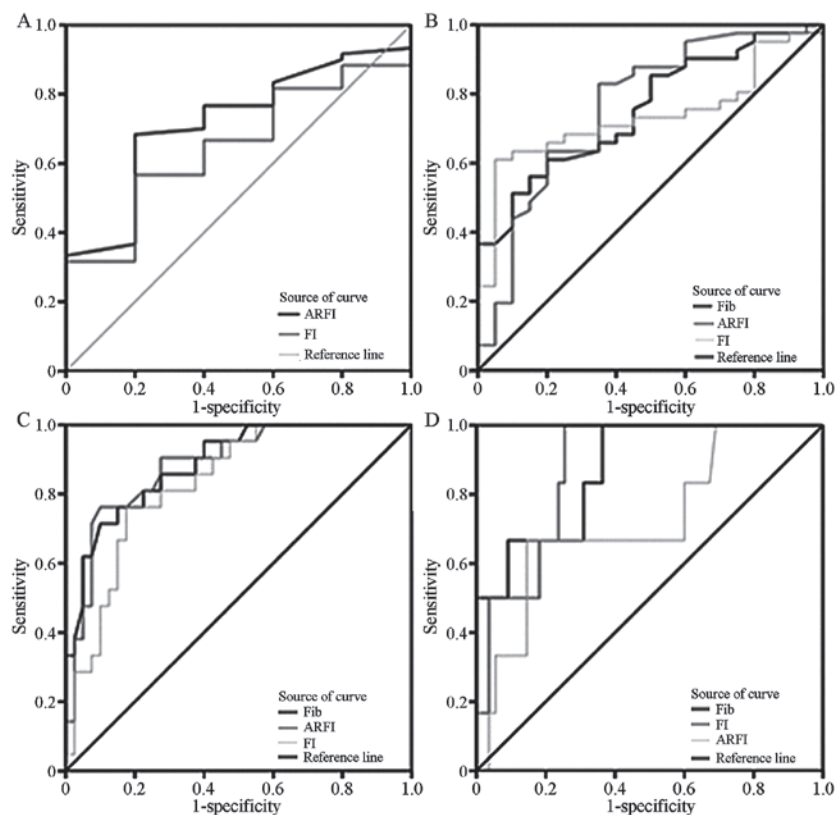 A
1.0
0.8
0.6
0.4
0.2
0
Sensitivity
Source of curve
ARFI
FI
Reference line
0 0.2 0.4 0.6 0.8 1.0
1-specificity
B
1.0
0.8
0.6
0.4
0.2
0
Sensitivity
Source of curve
Fib
ARFI
FI
Reference line
0 0.2 0.4 0.6 0.8 1.0
1-specificity
C
1.0
0.8
0.6
0.4
0.2
0
Sensitivity
Source of curve
Fib
ARFI
FI
Reference line
0 0.2 0.4 0.6 0.8 1.0
1-specificity
D
1.0
0.8
0.6
0.4
0.2
0
Sensitivity
Source of curve
Fib
FI
ARFI
Reference line
0 0.2 0.4 0.6 0.8 1.0
1-specificity